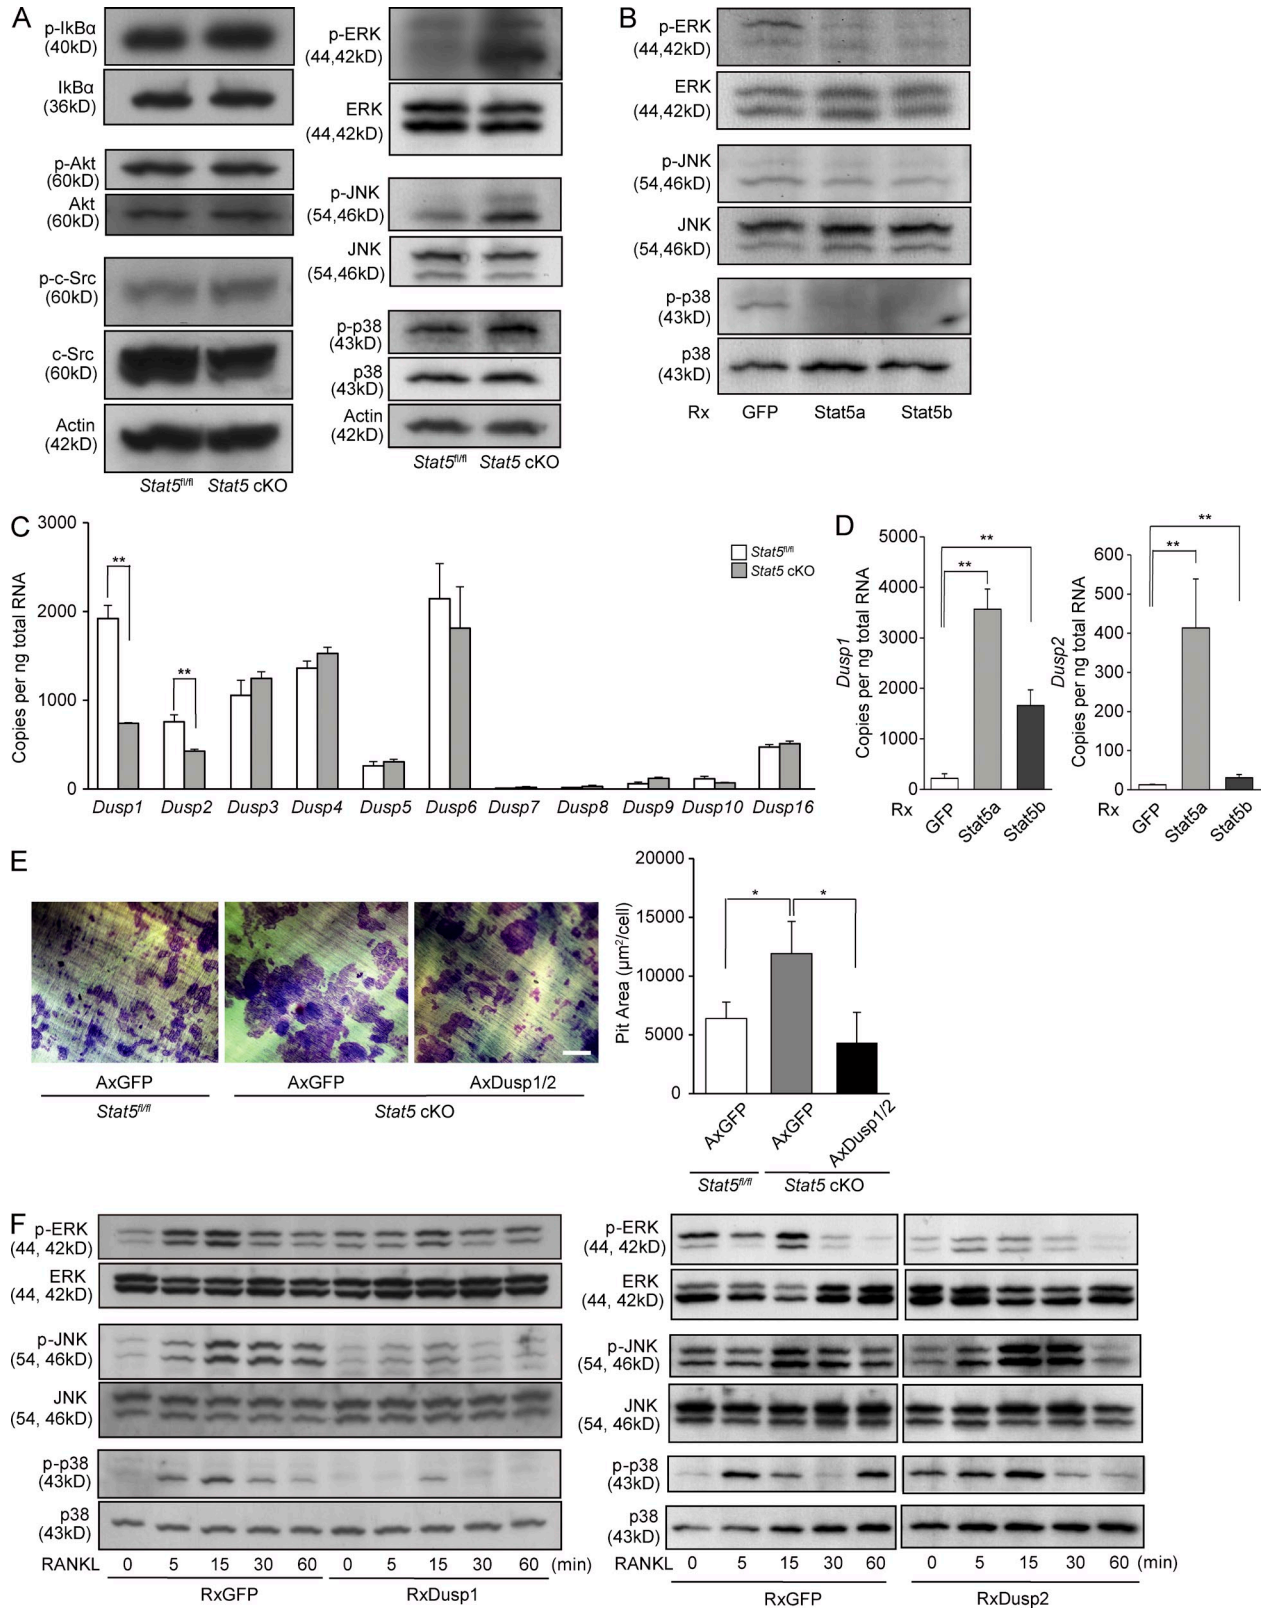 A
p-IkBα
(40kD)
IkBα
(36kD)
p-Akt
(60kD)
Akt
(60kD)
p-c-Src
(60kD)
c-Src
(60kD)
Actin
(42kD)
Stat5fl/fl Stat5 cKO
p-ERK
(44,42kD)
ERK
(44,42kD)
p-JNK
(54,46kD)
JNK
(54,46kD)
p-p38
(43kD)
p38
(43kD)
Actin
(42kD)
Stat5fl/fl Stat5 cKO
B
p-ERK
(44,42kD)
ERK
(44,42kD)
p-JNK
(54,46kD)
JNK
(54,46kD)
p-p38
(43kD)
p38
(43kD)
Rx GFP Stat5a Stat5b
C
Copies per ng total RNA
3000
2000
1000
0
**
**
Stat5fl/fl
Stat5 cKO
Dusp1 Dusp2 Dusp3 Dusp4 Dusp5 Dusp6 Dusp7 Dusp8 Dusp9 Dusp10 Dusp16
D
Dusp1
Copies per ng total RNA
5000
4000
3000
2000
1000
0
**
**
Rx GFP Stat5a Stat5b
Dusp2
Copies per ng total RNA
600
500
400
300
200
100
0
**
**
Rx GFP Stat5a Stat5b
E
AxGFP AxGFP AxDusp1/2
Stat5fl/fl Stat5 cKO
Pit Area (µm2/cell)
20000
15000
10000
5000
0
* *
AxGFP AxGFP AxDusp1/2
Stat5fl/fl Stat5 cKO
F
p-ERK
(44, 42kD)
ERK
(44, 42kD)
p-JNK
(54, 46kD)
JNK
(54, 46kD)
p-p38
(43kD)
p38
(43kD)
RANKL 0 5 15 30 60 0 5 15 30 60 (min)
RxGFP RxDusp1
p-ERK
(44, 42kD)
ERK
(44, 42kD)
p-JNK
(54, 46kD)
JNK
(54, 46kD)
p-p38
(43kD)
p38
(43kD)
RANKL 0 5 15 30 60 0 5 15 30 60 (min)
RxGFP RxDusp2